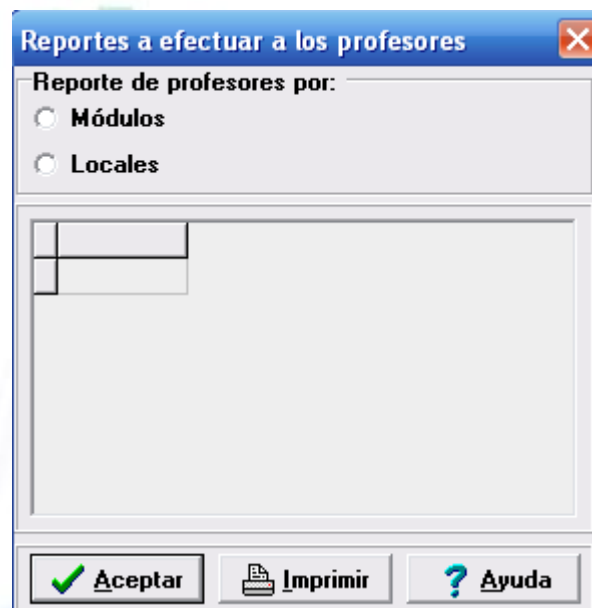 Reportes a efectuar a los profesores
Reporte de profesores por:
Módulos
Locales
Aceptar
Imprimir
Ayuda